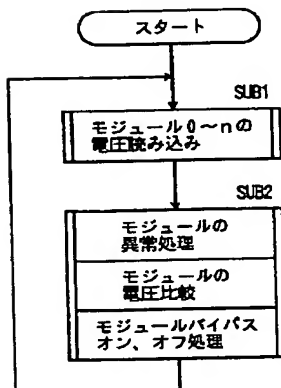 スタート
SUB1
モジュール0〜nの
電圧読み込み
SUB2
モジュールの
異常処理
モジュールの
電圧比較
モジュールバイパス
オン、オフ処理